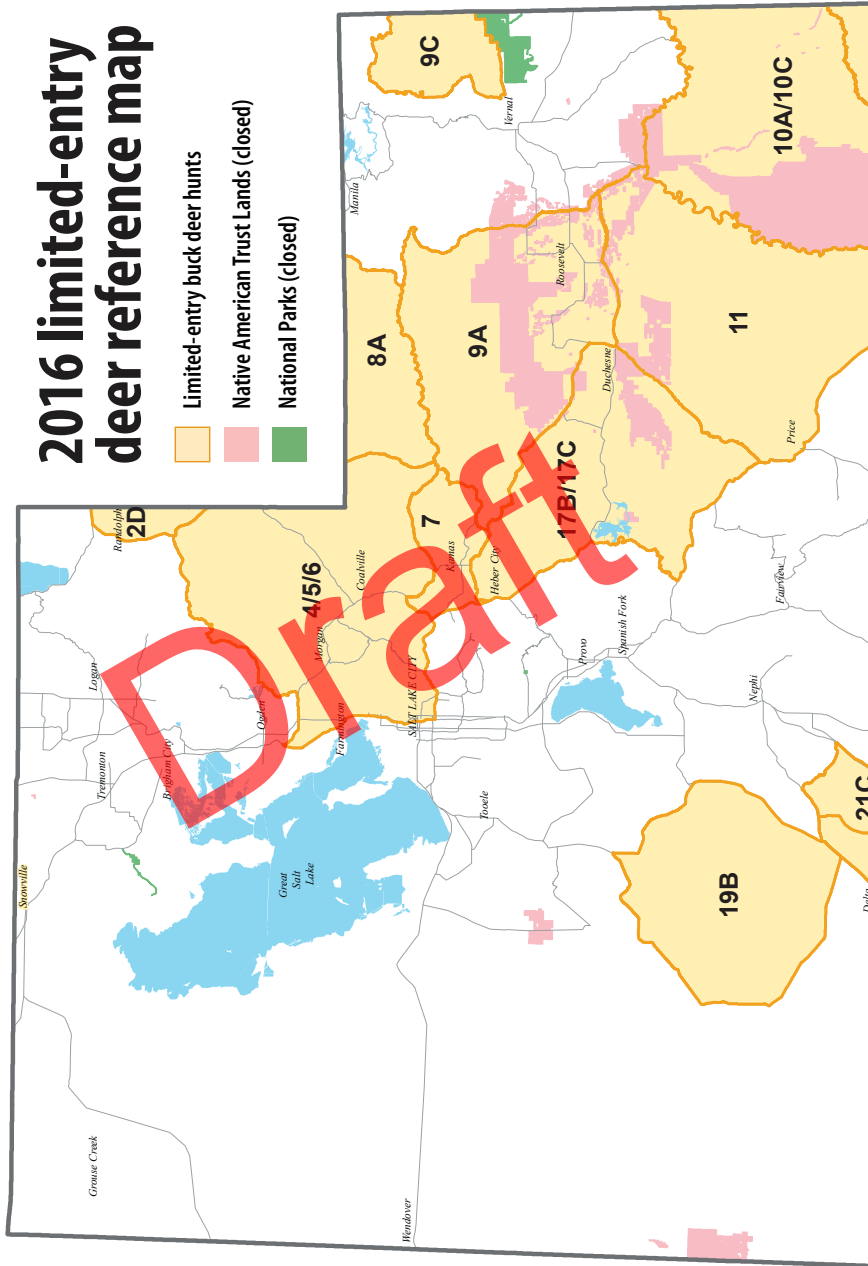 2016 limited-entry
deer reference map
Limited-entry buck deer hunts
Native American Trust Lands (closed)
National Parks (closed)
Draft
Snowville
Grouse Creek
Tremonton
Logan
Randolph
2D
Brigham City
Ogden
Great
Salt
Lake
Farmington
Morgan
4/5/6
Coalville
Manila
8A
9C
Wendover
SALT LAKE CITY
7
Kamas
Tooele
Heber City
9A
Vernal
Roosevelt
17B/17C
Duchesne
Provo
Spanish Fork
19B
Nephi
Fairview
Price
11
10A/10C
21C
Delta